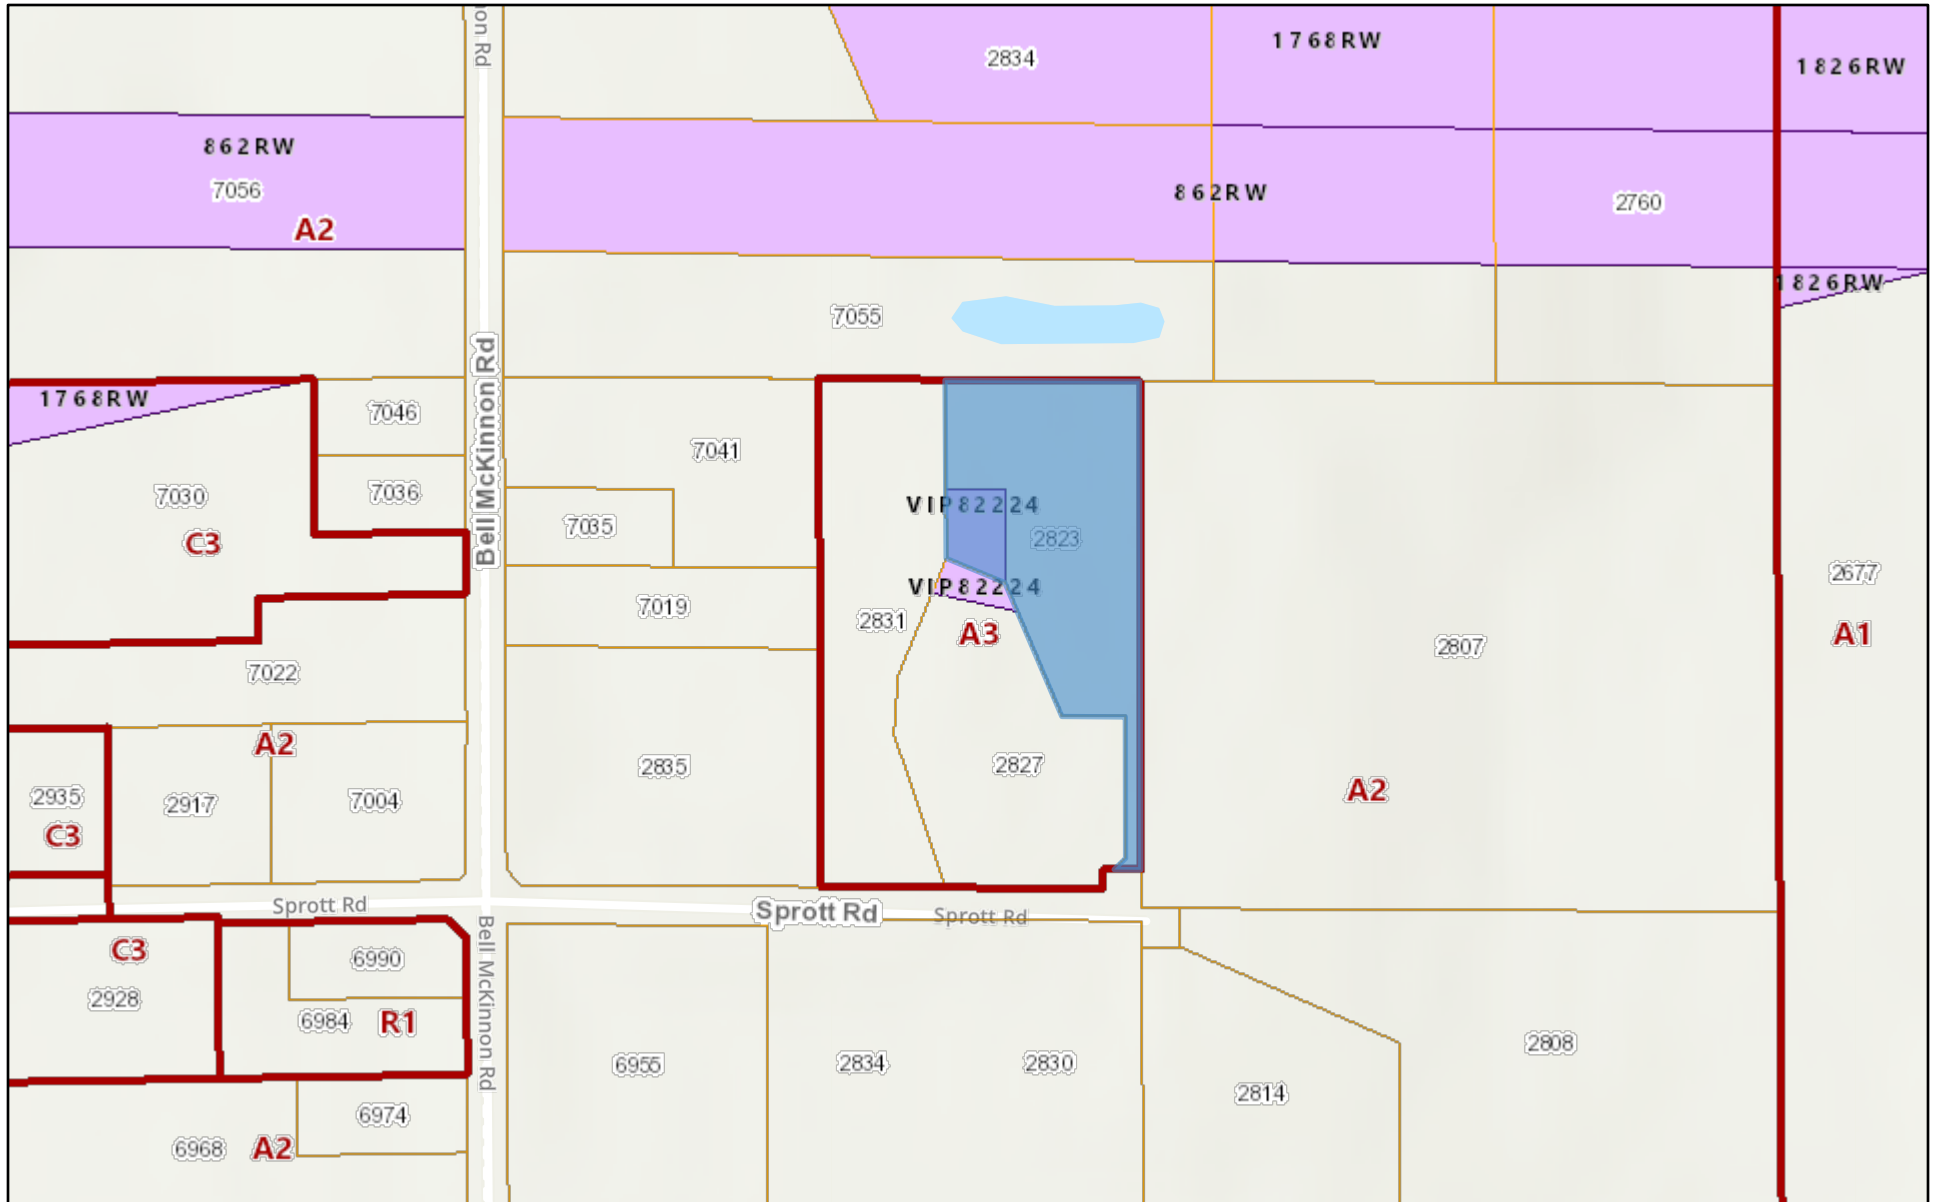 non Rd
2834
1768RW
1826RW
862RW
7056
A2
862RW
2760
1826RW
7055
1768RW
7046
7036
7030
C3
Bell McKinnon Rd
7041
7035
VIP82224
2823
VIP82224
7019
2831
A3
2807
2677
A1
7022
A2
2835
2827
A2
2935
C3
2917
7004
Sprott Rd
Sprott Rd
Sprott Rd
C3
2928
6990
6984
R1
Bell McKinnon Rd
6955
2834
2830
2814
2808
6974
6968
A2